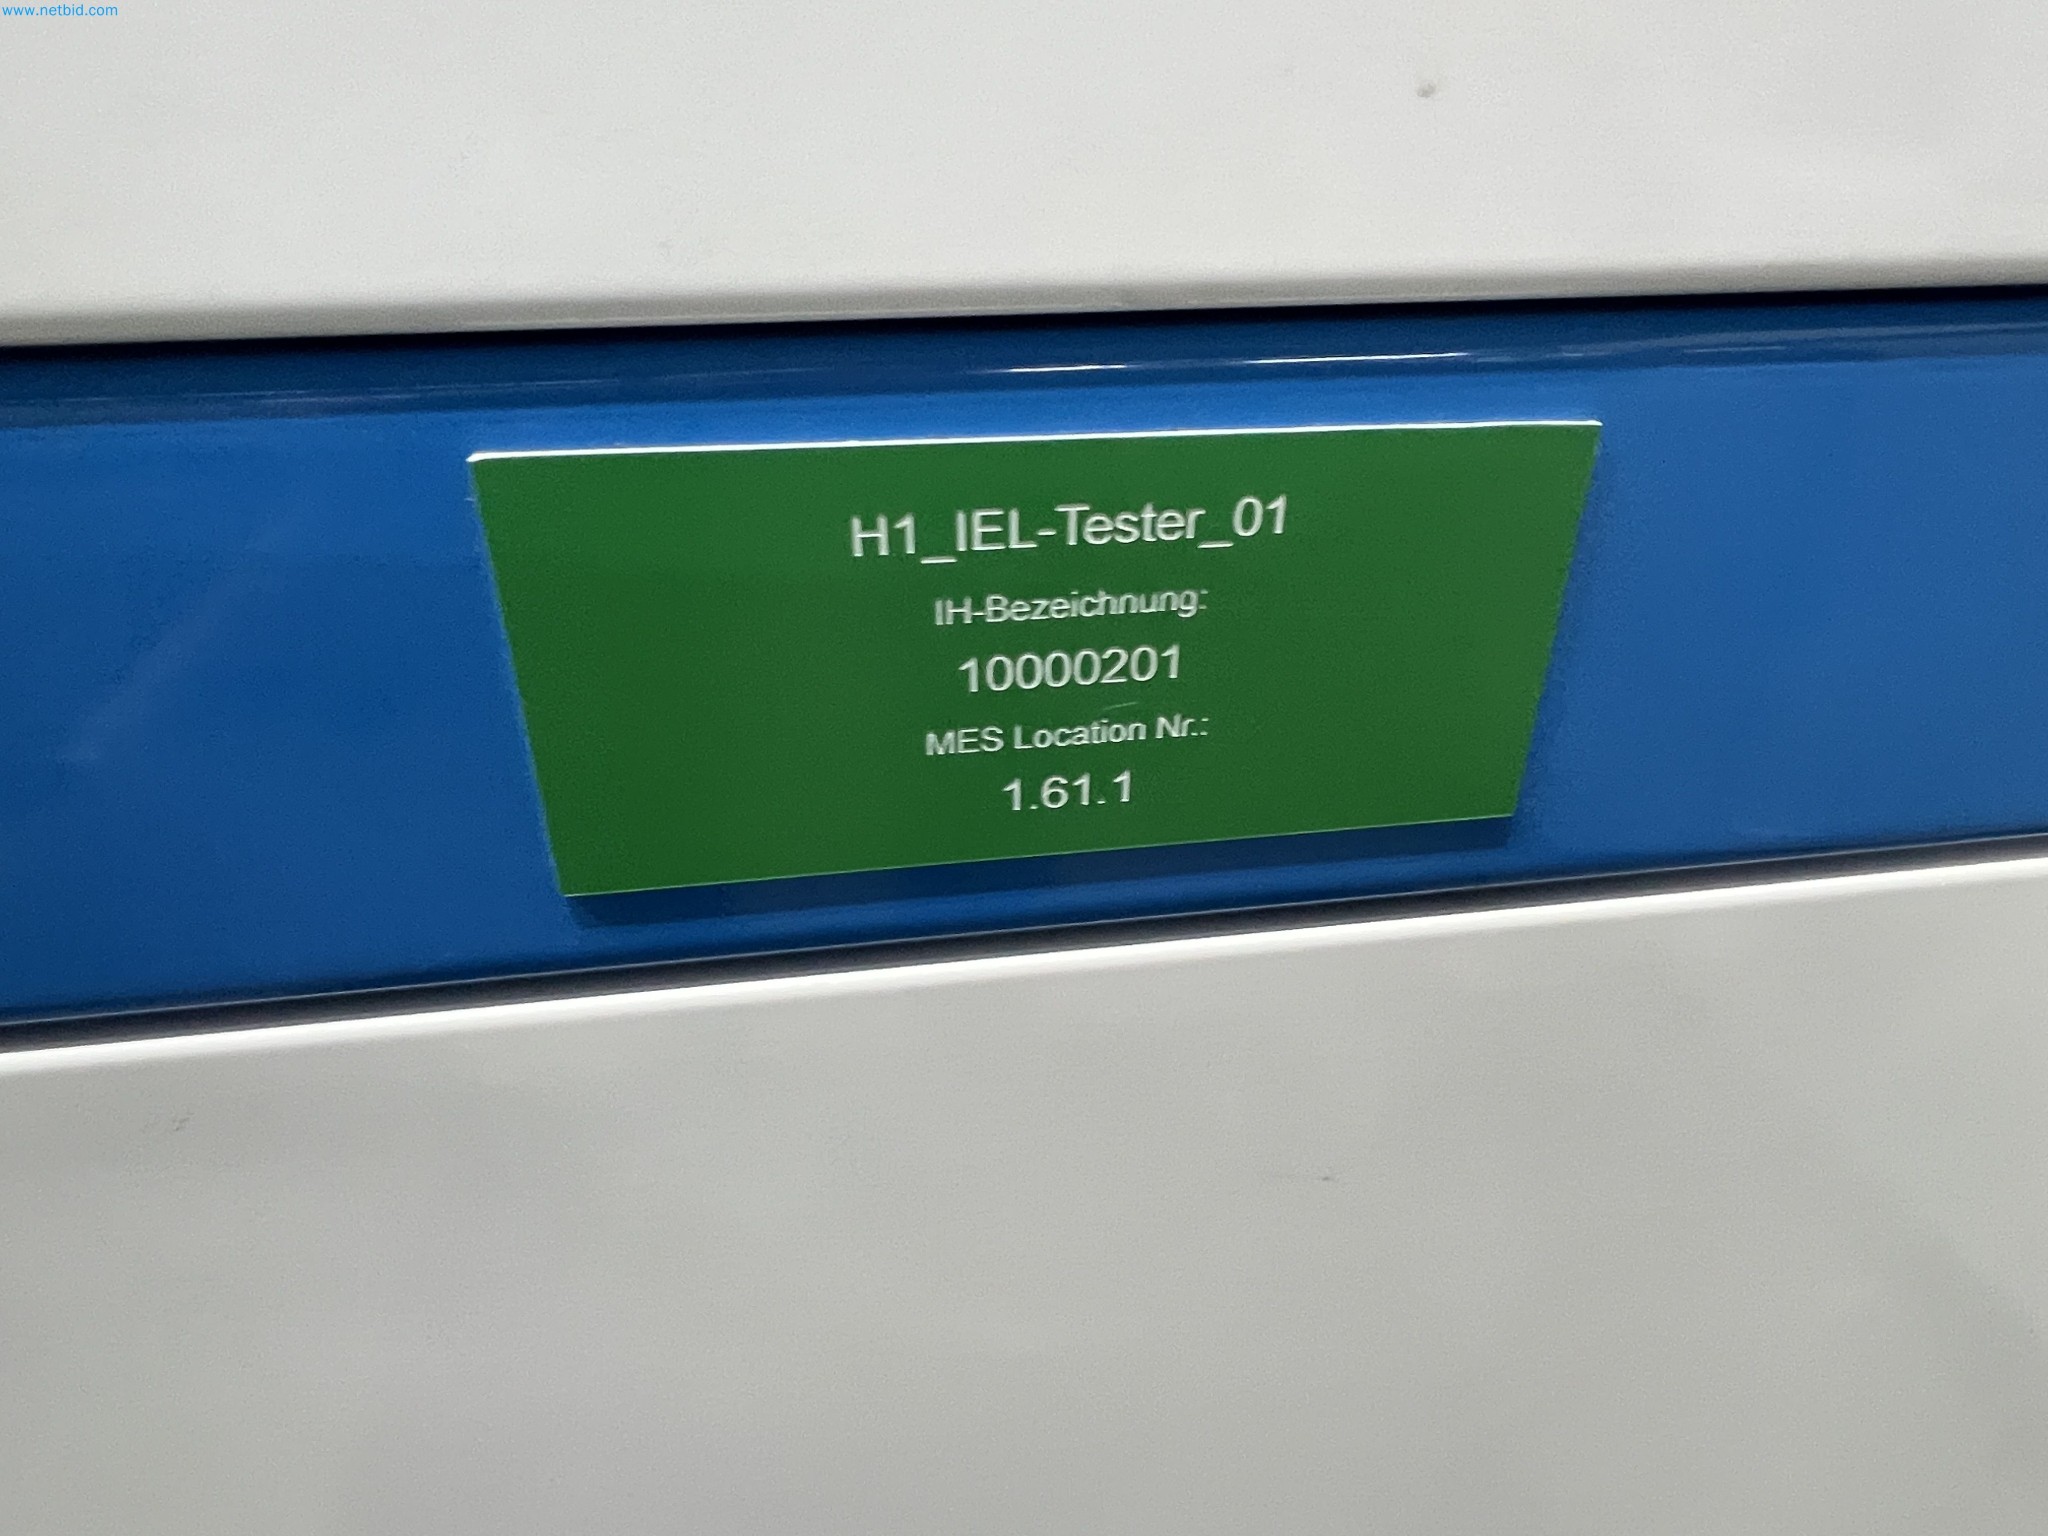 www.netbid.com
H1_IEL-Tester_01
IH-Bezeichnung:
10000201
MES Location Nr.:
1.61.1